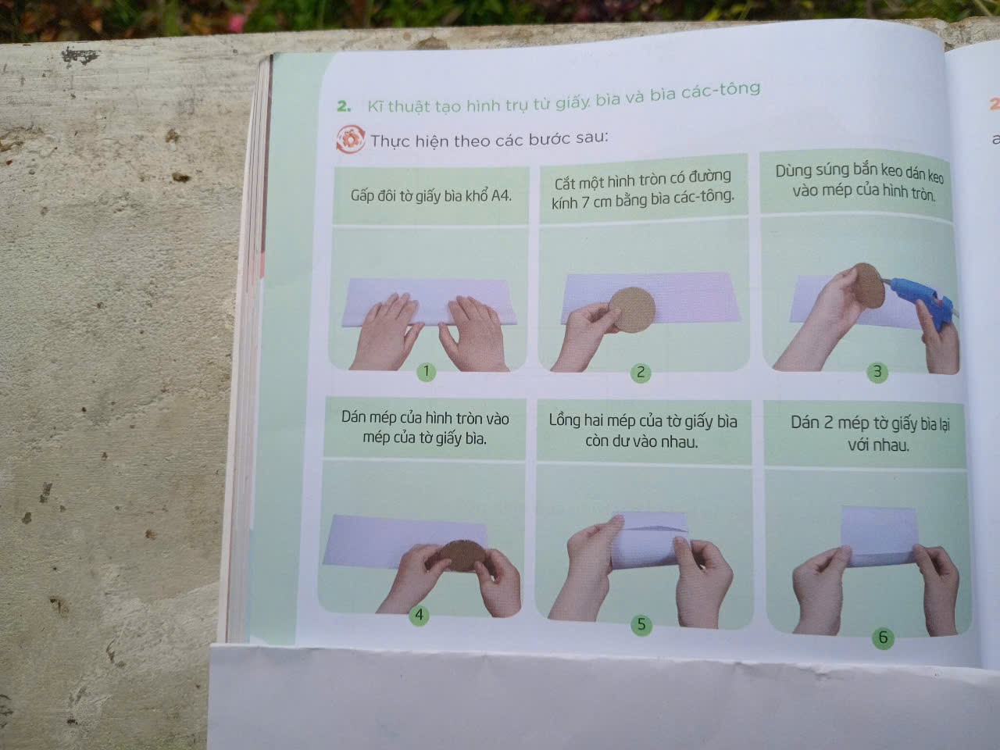 2. Kĩ thuật tạo hình trụ từ giấy, bìa và bìa các-tông
Thực hiện theo các bước sau:
Gấp đôi tờ giấy bìa khổ A4.
Cắt một hình tròn có đường
kính 7 cm bằng bìa các-tông.
Dùng súng bắn keo dán keo
vào mép của hình tròn.
1
2
3
Dán mép của hình tròn vào
mép của tờ giấy bìa.
Lồng hai mép của tờ giấy bìa
còn dư vào nhau.
Dán 2 mép tờ giấy bìa lại
với nhau.
4
5
6
2
a